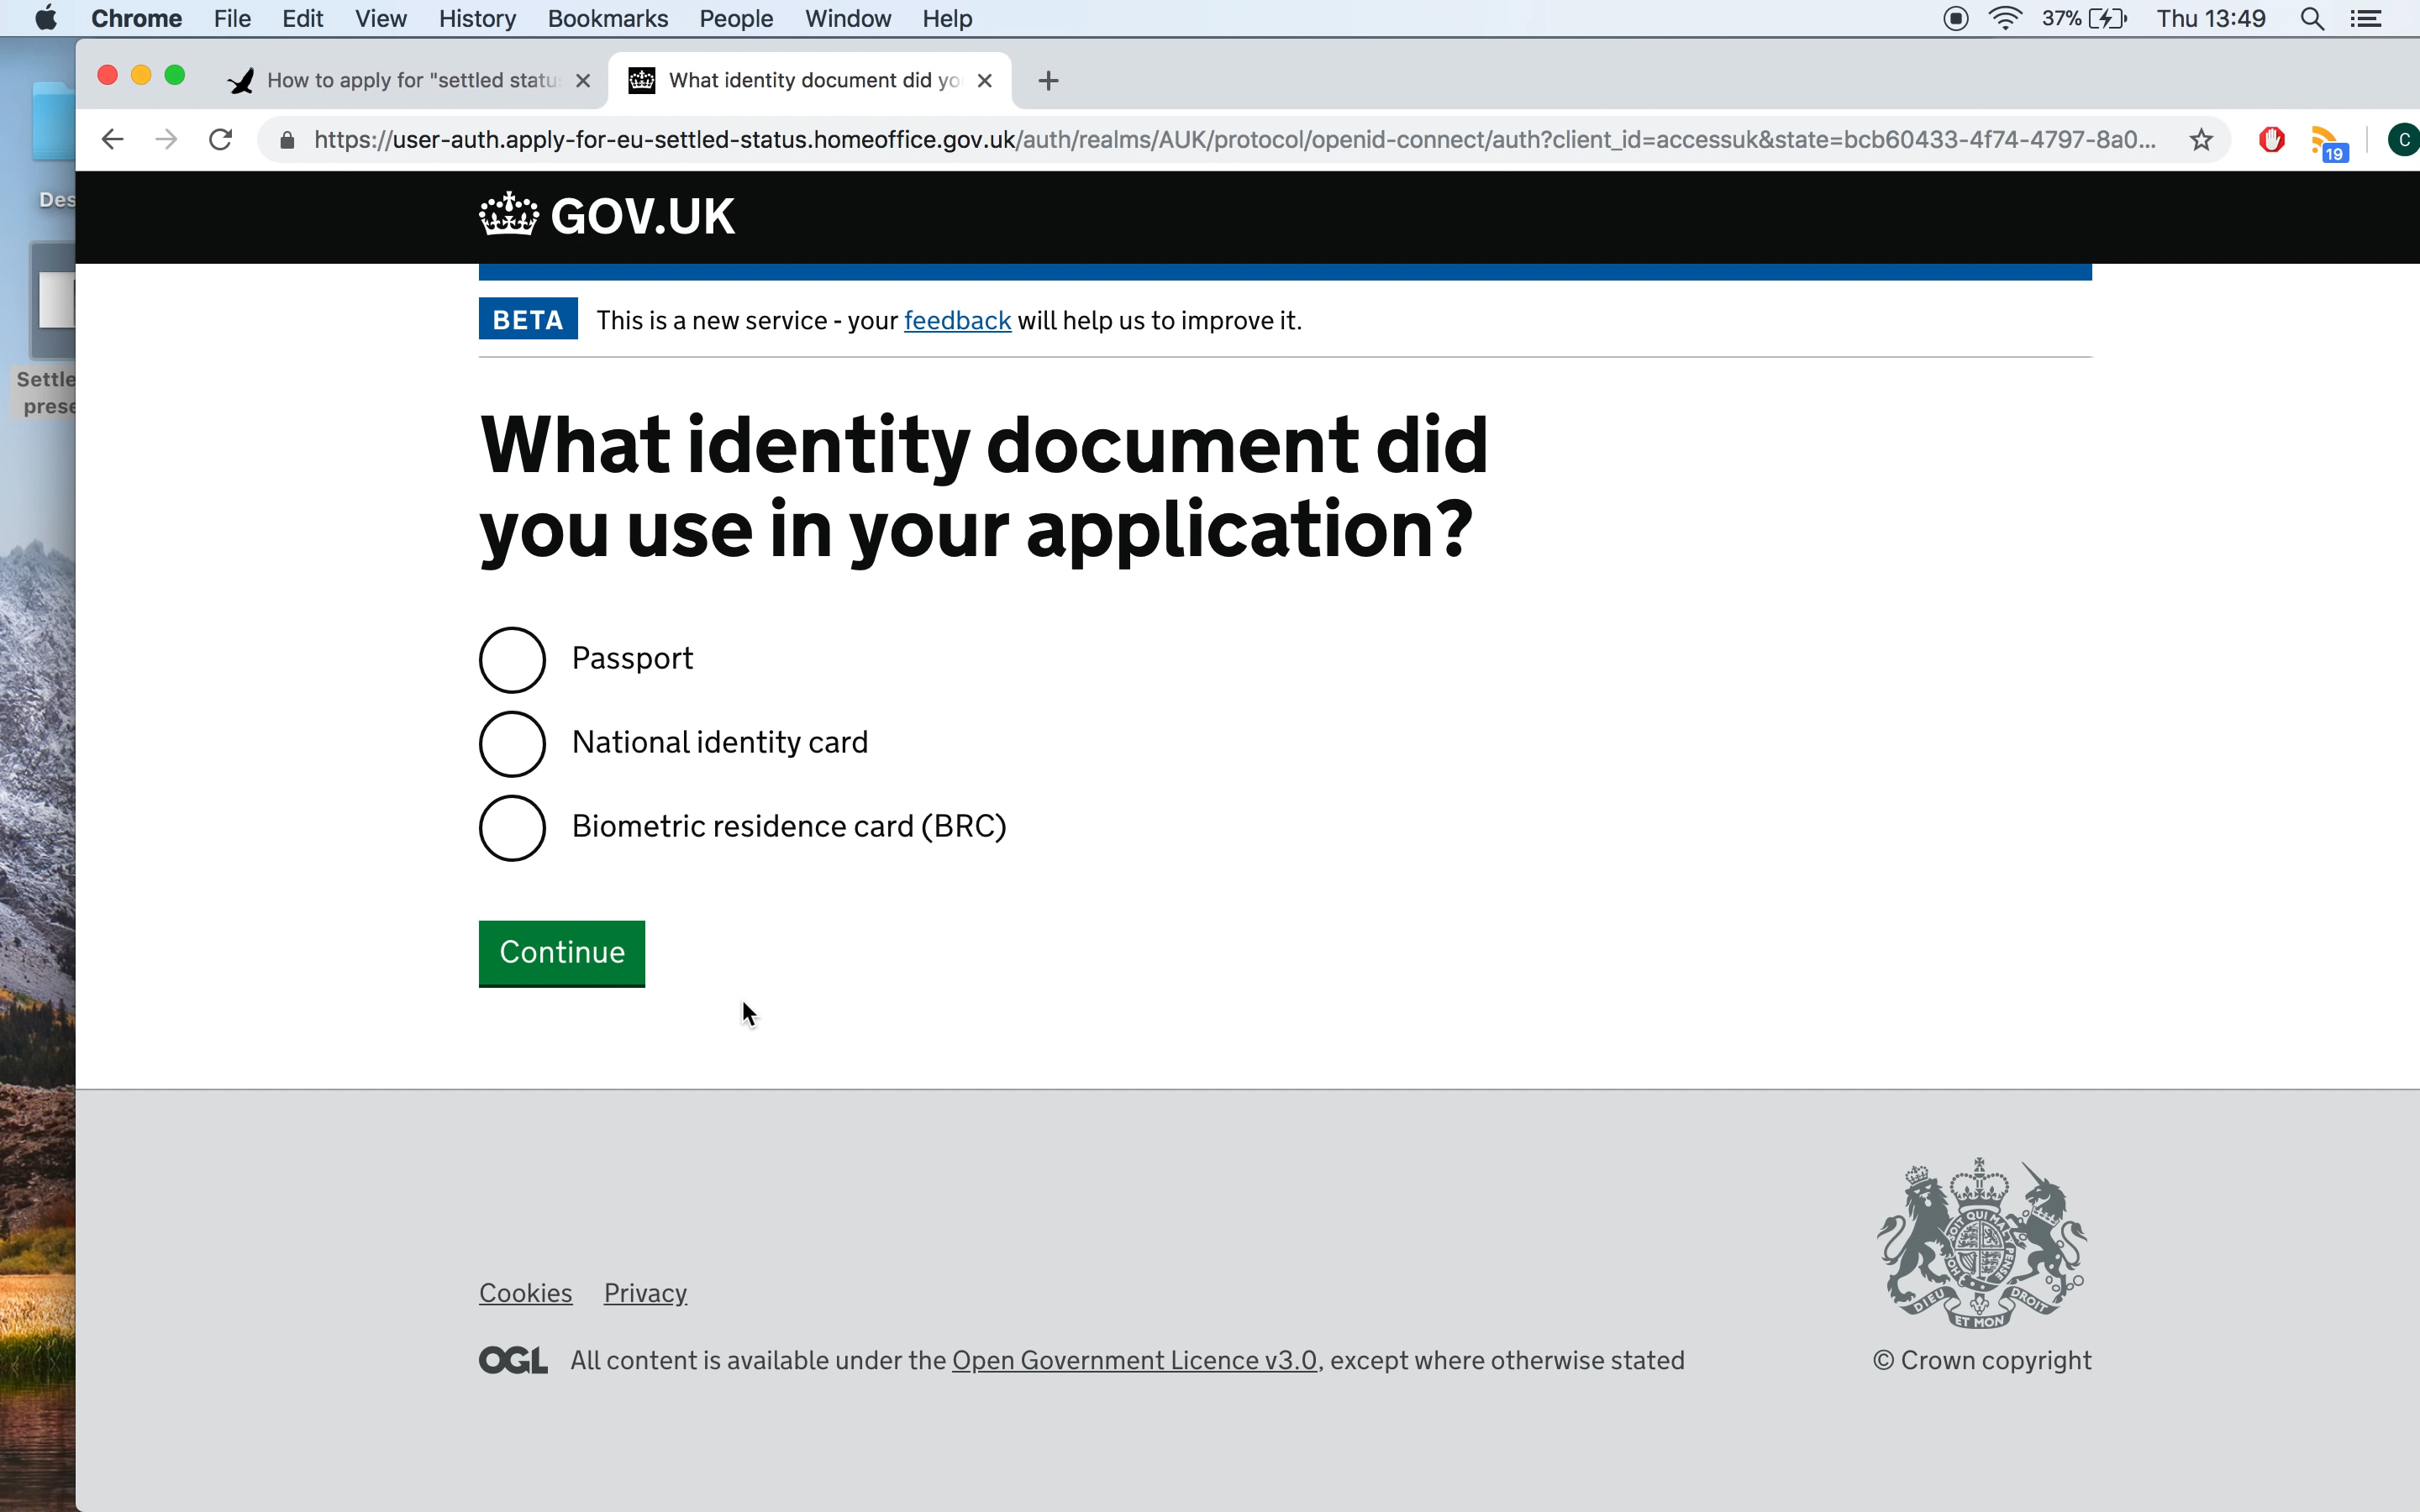 Chrome File Edit View History Bookmarks People Window Help 37% Thu 13:49
How to apply for "settled What identity document did
https://user-auth.apply-for-eu-settled-status.homeoffice.gov.uk/auth/realms/AUK/protocol/openid-connect/auth?client_id=accessuk&state=bcb60433-4f74-4797-8a0... 19 C
GOV.UK
BETA This is a new service - your feedback will help us to improve it.
What identity document did
you use in your application?
Passport
National identity card
Biometric residence card (BRC)
Continue
Cookies Privacy
OGL All content is available under the Open Government Licence v3.0, except where otherwise stated
DIEU ET MON DROIT
© Crown copyright